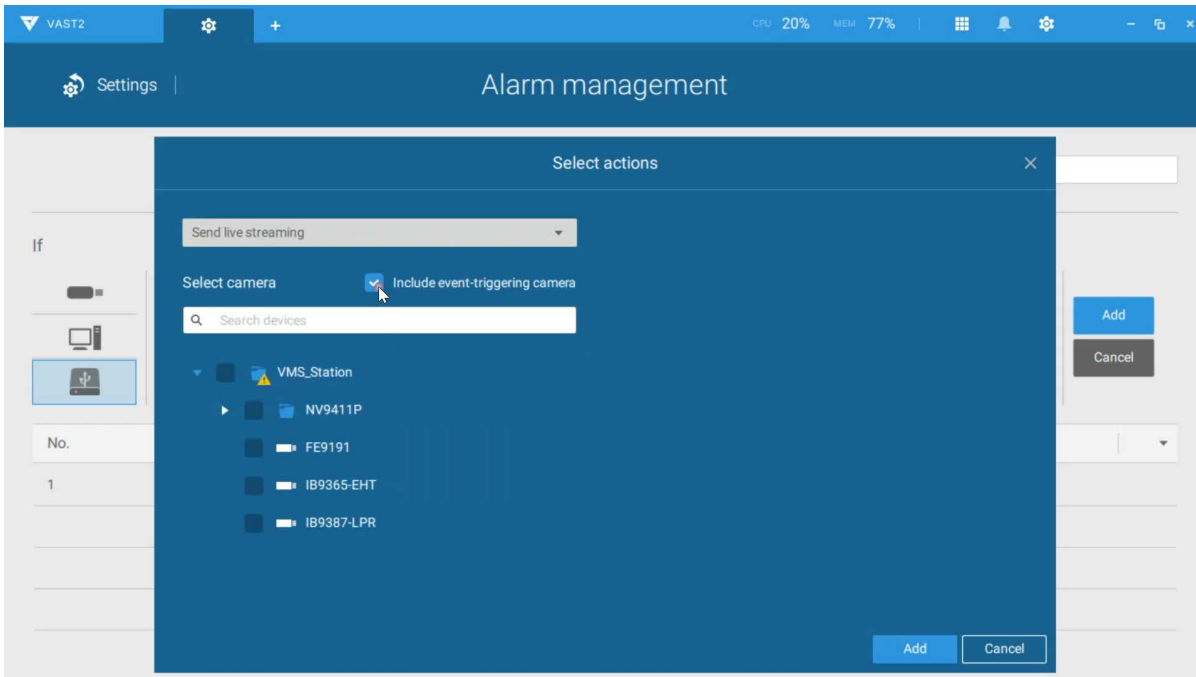 VAST2
CPU 20% MEM 77%
Settings
Alarm management
Select actions
If
Send live streaming
Select camera
Include event-triggering camera
Search devices
Add
Cancel
VMS_Station
NV9411P
FE9191
IB9365-EHT
IB9387-LPR
No.
1
Add
Cancel